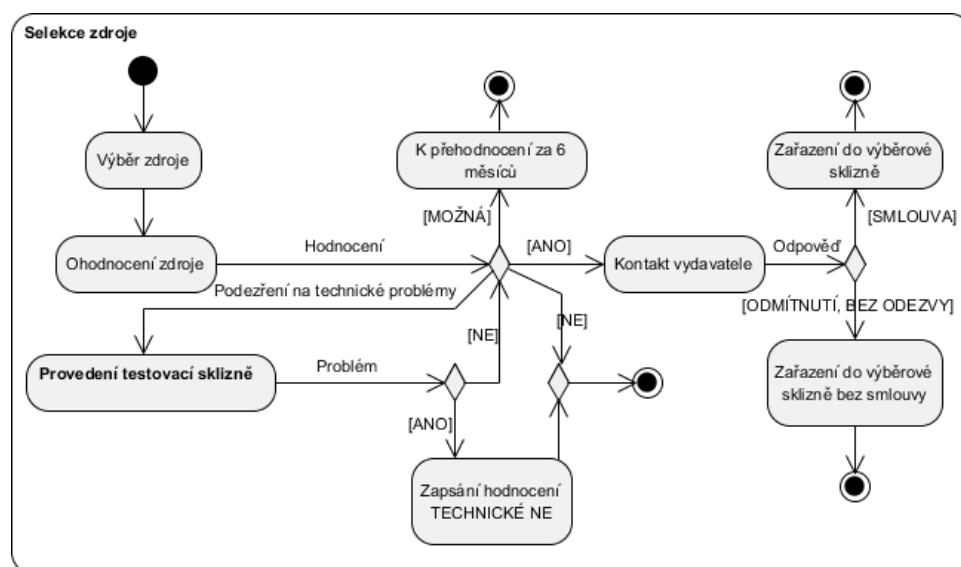 Selekce zdroje
Výběr zdroje
K přehodnocení za 6
měsíců
Zařazení do výběrové
sklizně
[MOŽNÁ]
[SMLOUVA]
Ohodnocení zdroje
Hodnocení
[ANO]
Kontakt vydavatele
Odpověď
Podezření na technické problémy
[NE]
[NE]
[ODMÍTNUTÍ, BEZ ODEZVY]
Provedení testovací sklizně
Problém
Zařazení do výběrové
sklizně bez smlouvy
[ANO]
Zapsání hodnocení
TECHNICKÉ NE